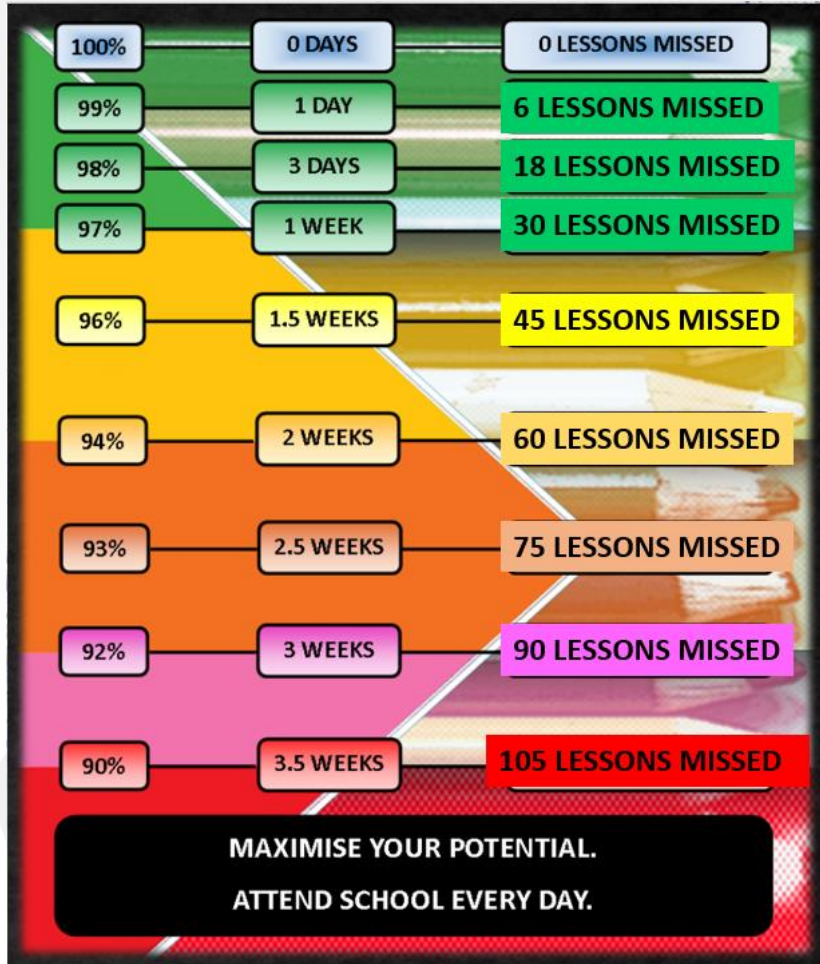 100% 0 DAYS 0 LESSONS MISSED
99% 1 DAY 6 LESSONS MISSED
98% 3 DAYS 18 LESSONS MISSED
97% 1 WEEK 30 LESSONS MISSED
96% 1.5 WEEKS 45 LESSONS MISSED
94% 2 WEEKS 60 LESSONS MISSED
93% 2.5 WEEKS 75 LESSONS MISSED
92% 3 WEEKS 90 LESSONS MISSED
90% 3.5 WEEKS 105 LESSONS MISSED
MAXIMISE YOUR POTENTIAL.
ATTEND SCHOOL EVERY DAY.